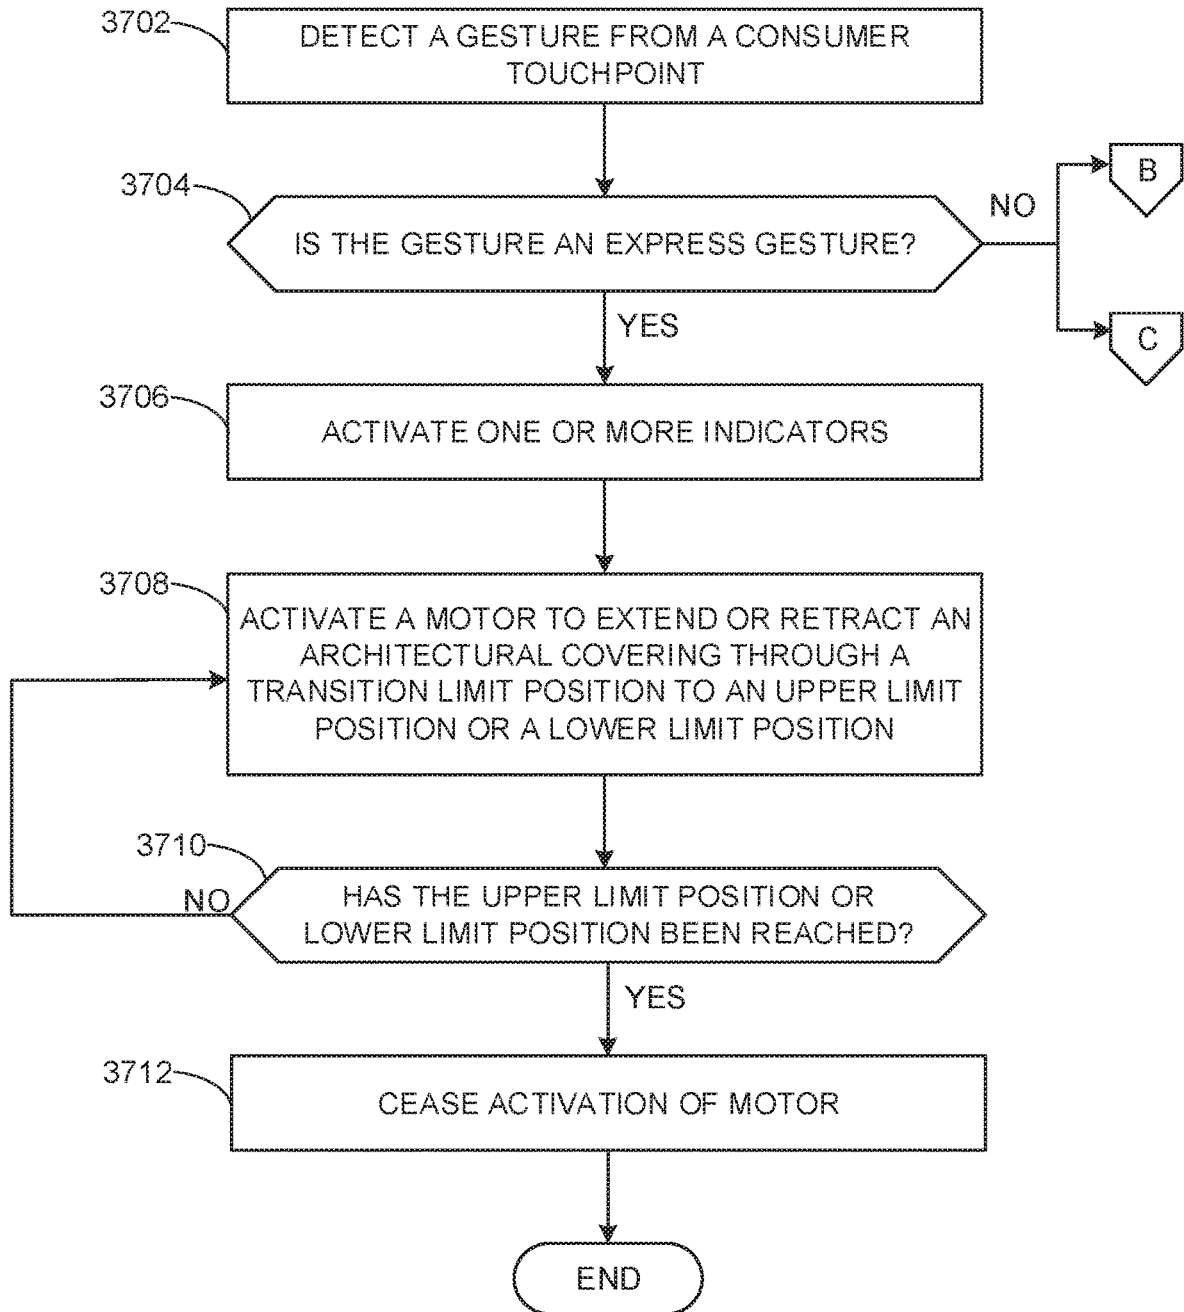 3702
DETECT A GESTURE FROM A CONSUMER
TOUCHPOINT
3704
IS THE GESTURE AN EXPRESS GESTURE?
NO
B
C
YES
3706
ACTIVATE ONE OR MORE INDICATORS
3708
ACTIVATE A MOTOR TO EXTEND OR RETRACT AN
ARCHITECTURAL COVERING THROUGH A
TRANSITION LIMIT POSITION TO AN UPPER LIMIT
POSITION OR A LOWER LIMIT POSITION
3710
NO
HAS THE UPPER LIMIT POSITION OR
LOWER LIMIT POSITION BEEN REACHED?
YES
3712
CEASE ACTIVATION OF MOTOR
END